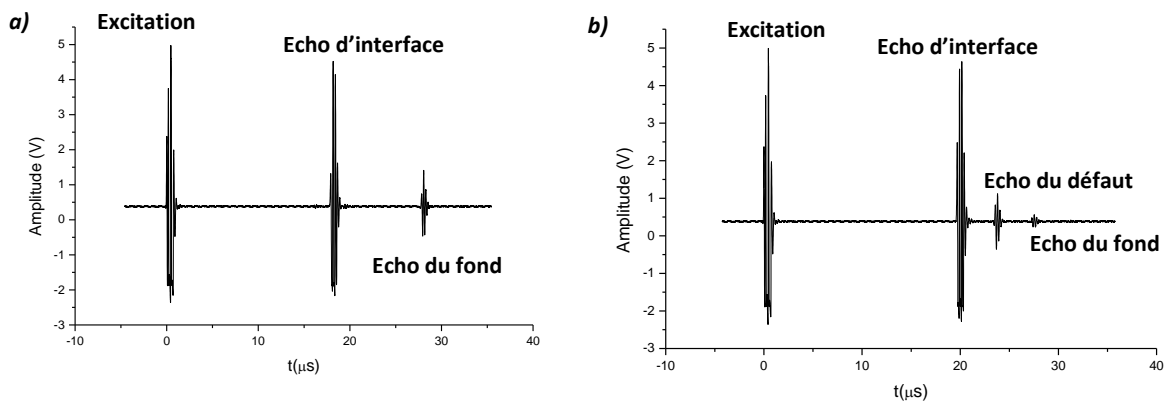 a)
Excitation
Echo d'interface
Echo du fond
5
4
3
2
1
0
-1
-2
-3
Amplitude (V)
-10
0
10
20
30
40
t(μs)
b)
Excitation
Echo d'interface
Echo du défaut
Echo du fond
5
4
3
2
1
0
-1
-2
-3
Amplitude (V)
-10
0
10
20
30
40
t(μs)